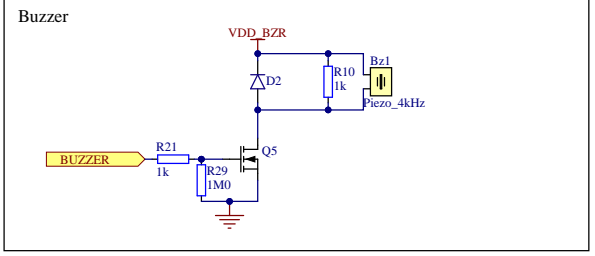 Buzzer
VDD_BZR
Bz1
R10
D2
1k
Piezo_4kHz
R21
Q5
BUZZER
R29
1k
1M0